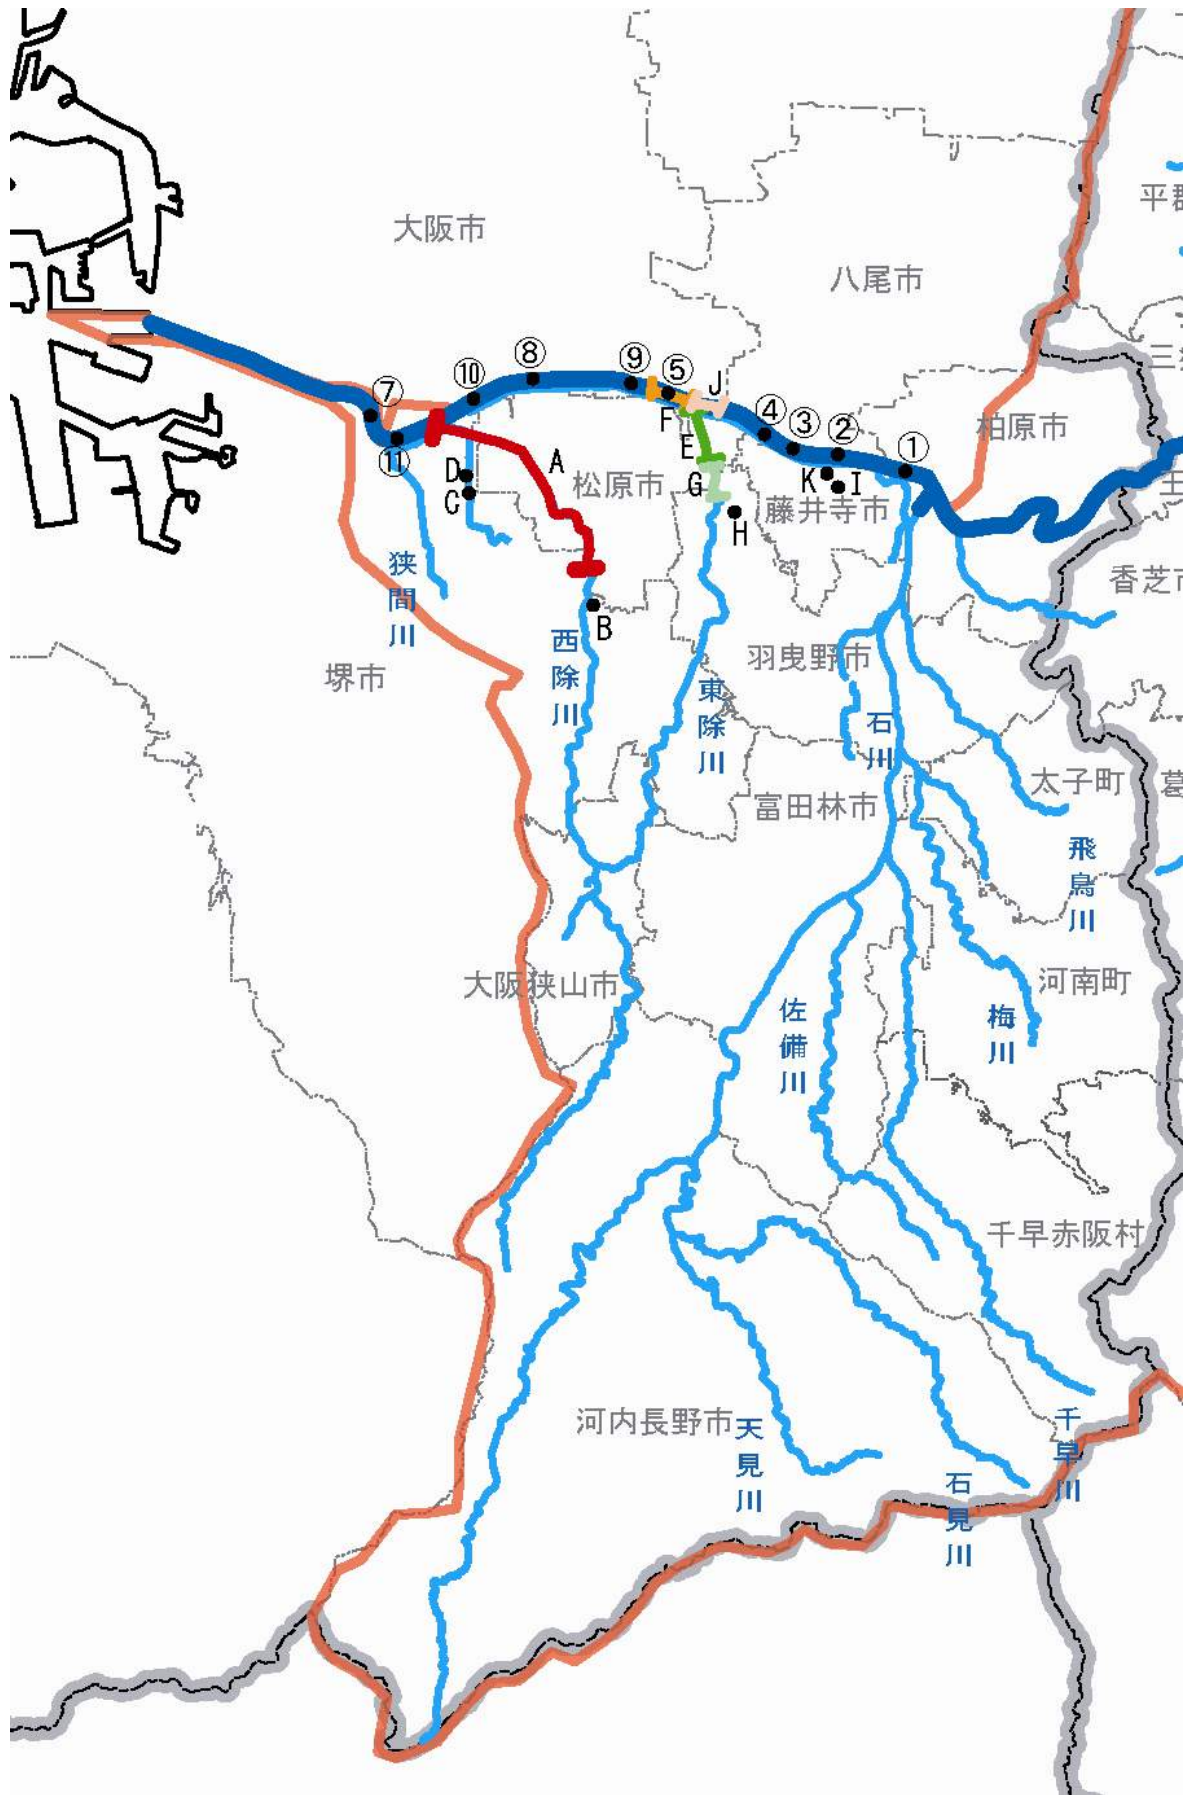 平群
大阪市
八尾市
三郷
⑧
⑨
⑤
J
⑦
⑩
F
④
③
②
①
柏原市
⑪
A
E
D
C
松原市
G
K
I
王
H
藤井寺市
狭間川
香芝市
B
西除川
羽曳野市
堺市
東除川
石川
太子町
葛
富田林市
飛鳥川
大阪狭山市
河南町
佐備川
梅川
千早赤阪村
河内長野市
天見川
千早川
石見川